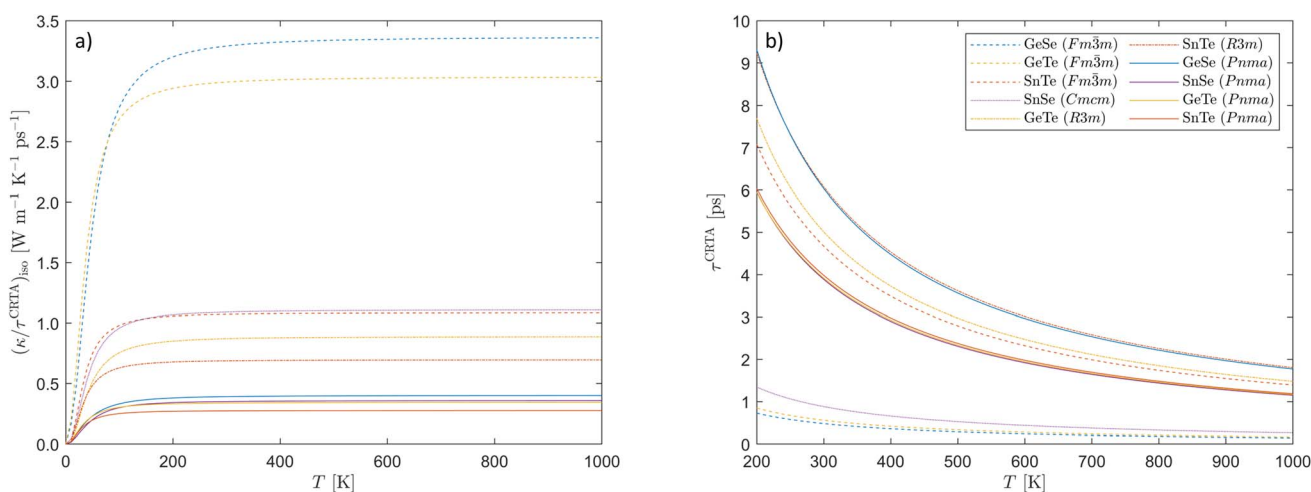 a)
3.5
3.0
2.5
2.0
1.5
1.0
0.5
0.0
(κ/τ^CRTA)_iso [W m⁻¹ K⁻¹ ps⁻¹]
0 200 400 600 800 1000
T [K]
b)
10
9
8
7
6
5
4
3
2
1
0
τ^CRTA [ps]
GeSe (Fm3̄m) SnTe (R3m)
GeTe (Fm3̄m) GeSe (Pnma)
SnTe (Fm3̄m) SnSe (Pnma)
SnSe (Cmcm) GeTe (Pnma)
GeTe (R3m) SnTe (Pnma)
200 300 400 500 600 700 800 900 1000
T [K]